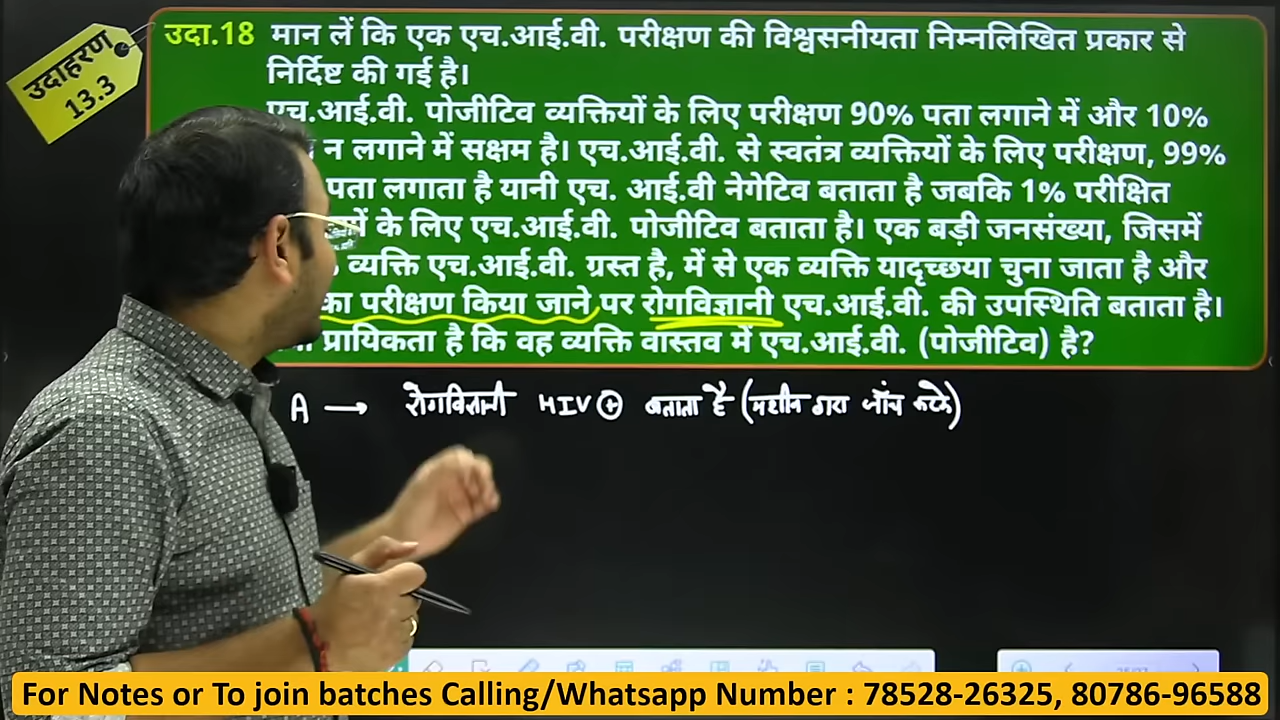 उदाहरण
13.3
उदा.18 मान लें कि एक एच.आई.वी. परीक्षण की विश्वसनीयता निम्नलिखित प्रकार से
निर्दिष्ट की गई है।
एच.आई.वी. पोजीटिव व्यक्तियों के लिए परीक्षण 90% पता लगाने में और 10%
न लगाने में सक्षम है। एच.आई.वी. से स्वतंत्र व्यक्तियों के लिए परीक्षण, 99%
पता लगाता है यानी एच. आई.वी नेगेटिव बताता है जबकि 1% परीक्षित
के लिए एच.आई.वी. पोजीटिव बताता है। एक बड़ी जनसंख्या, जिसमें
व्यक्ति एच.आई.वी. ग्रस्त है, में से एक व्यक्ति यादृच्छया चुना जाता है और
का परीक्षण किया जाने पर रोगविज्ञानी एच.आई.वी. की उपस्थिति बताता है।
प्रायिकता है कि वह व्यक्ति वास्तव में एच.आई.वी. (पोजीटिव) है?
A → रोगविज्ञानी HIV ⊕ बताता है (मशीन द्वारा जाँच करके)
For Notes or To join batches Calling/Whatsapp Number : 78528-26325, 80786-96588